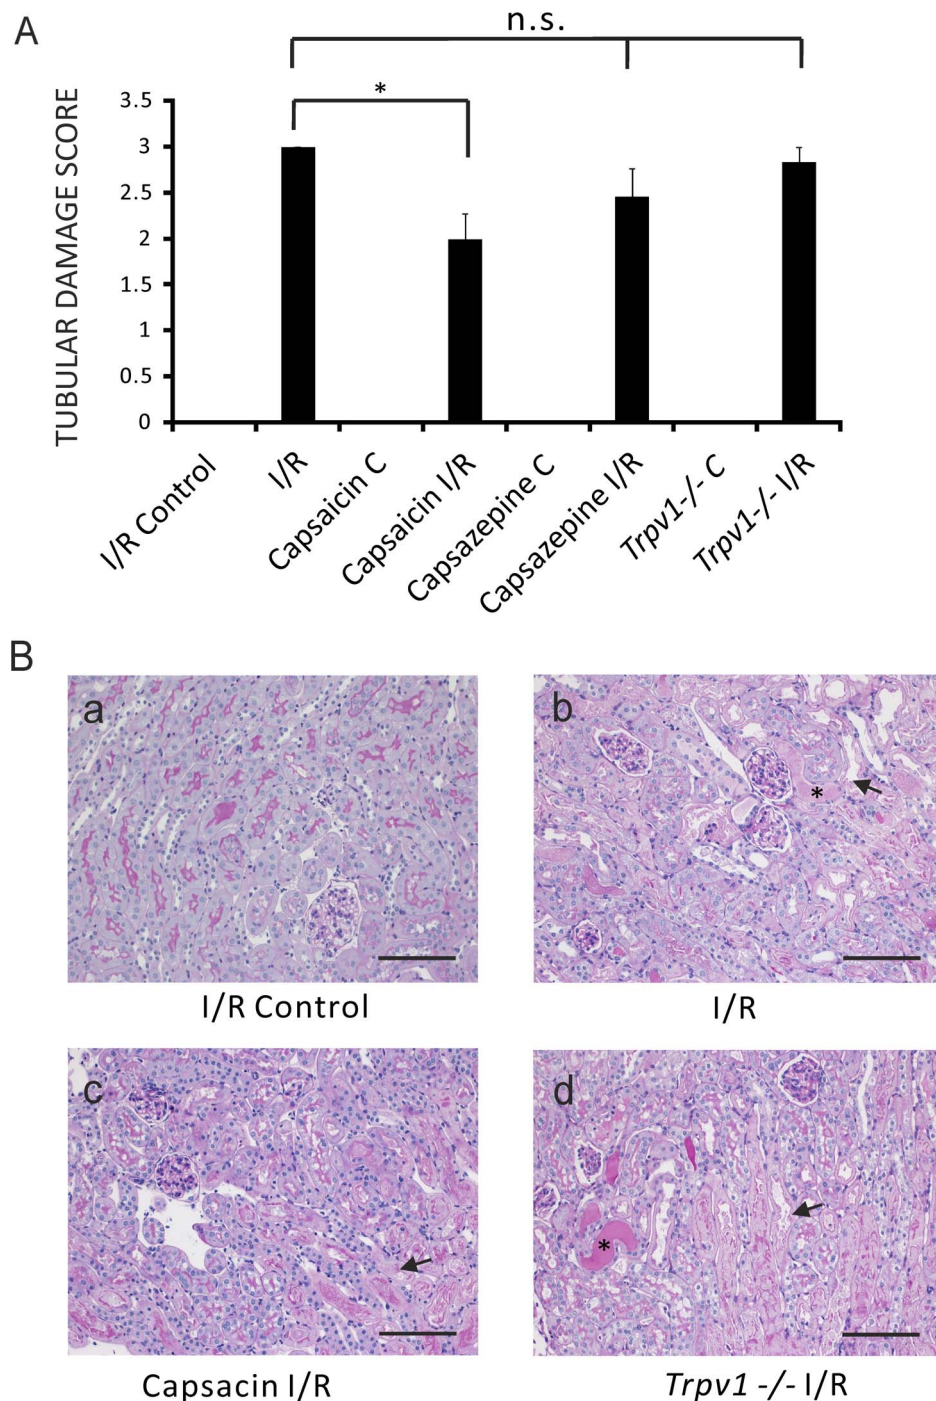 A
n.s.
*
TUBULAR DAMAGE SCORE
3.5
3
2.5
2
1.5
1
0.5
0
I/R Control
I/R
Capsaicin C
Capsaicin I/R
Capsazepine C
Capsazepine I/R
Trpv1-/- C
Trpv1-/- I/R
B
a
b
*
I/R Control
I/R
c
d
*
Capsacin I/R
Trpv1 -/- I/R